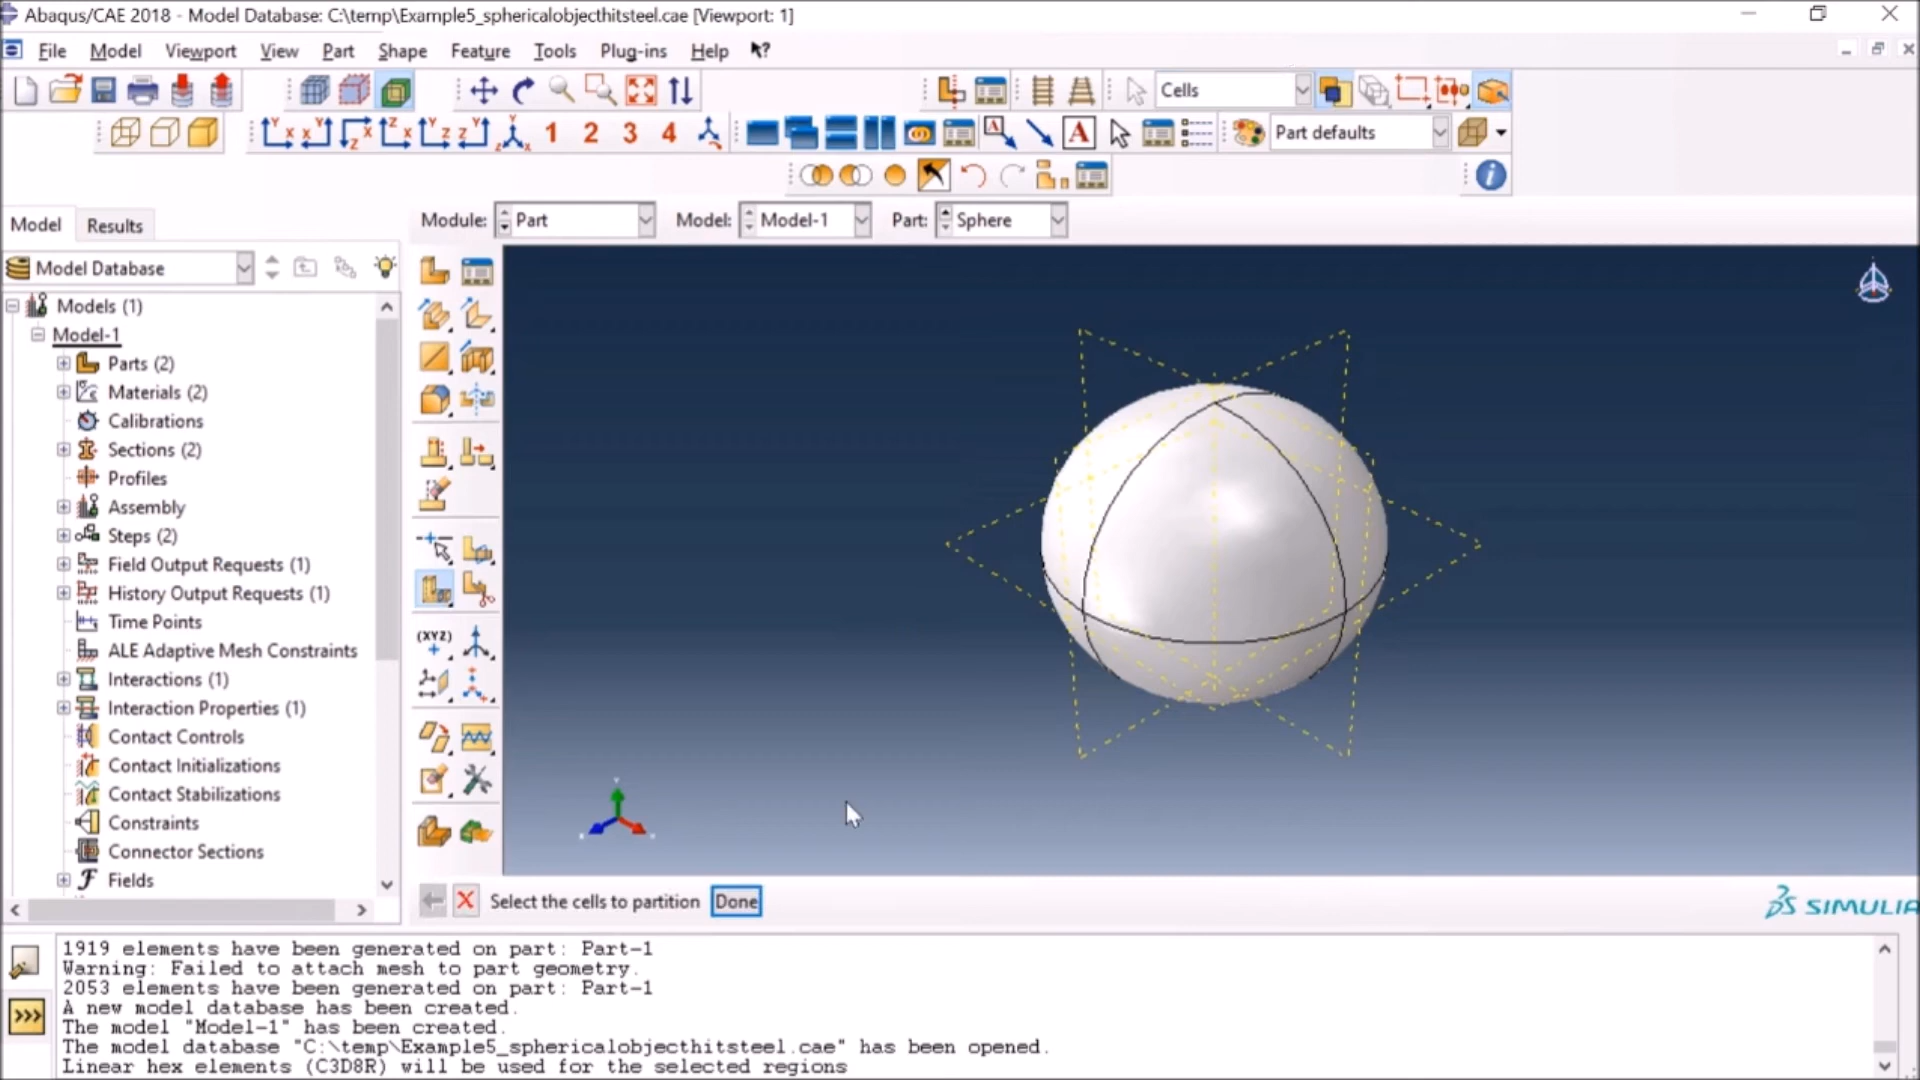 Abaqus/CAE 2018 - Model Database: C:\temp\Example5_sphericalobjecthitsteel.cae [Viewport: 1]
File Model Viewport View Part Shape Feature Tools Plug-ins Help
Cells
1 2 3 4 A Part defaults
Model Results Module: Part Model: Model-1 Part: Sphere
Model Database
Models (1)
Model-1
Parts (2)
Materials (2)
Calibrations
Sections (2)
Profiles
Assembly
Steps (2)
Field Output Requests (1)
History Output Requests (1)
Time Points
(XYZ)
ALE Adaptive Mesh Constraints
Interactions (1)
Interaction Properties (1)
Contact Controls
Contact Initializations
Contact Stabilizations
Constraints
Connector Sections
Fields
Select the cells to partition Done
SIMULIA
1919 elements have been generated on part: Part-1
Warning: Failed to attach mesh to part geometry.
2053 elements have been generated on part: Part-1
A new model database has been created.
The model "Model-1" has been created.
The model database "C:\temp\Example5_sphericalobjecthitsteel.cae" has been opened.
Linear hex elements (C3D8R) will be used for the selected regions